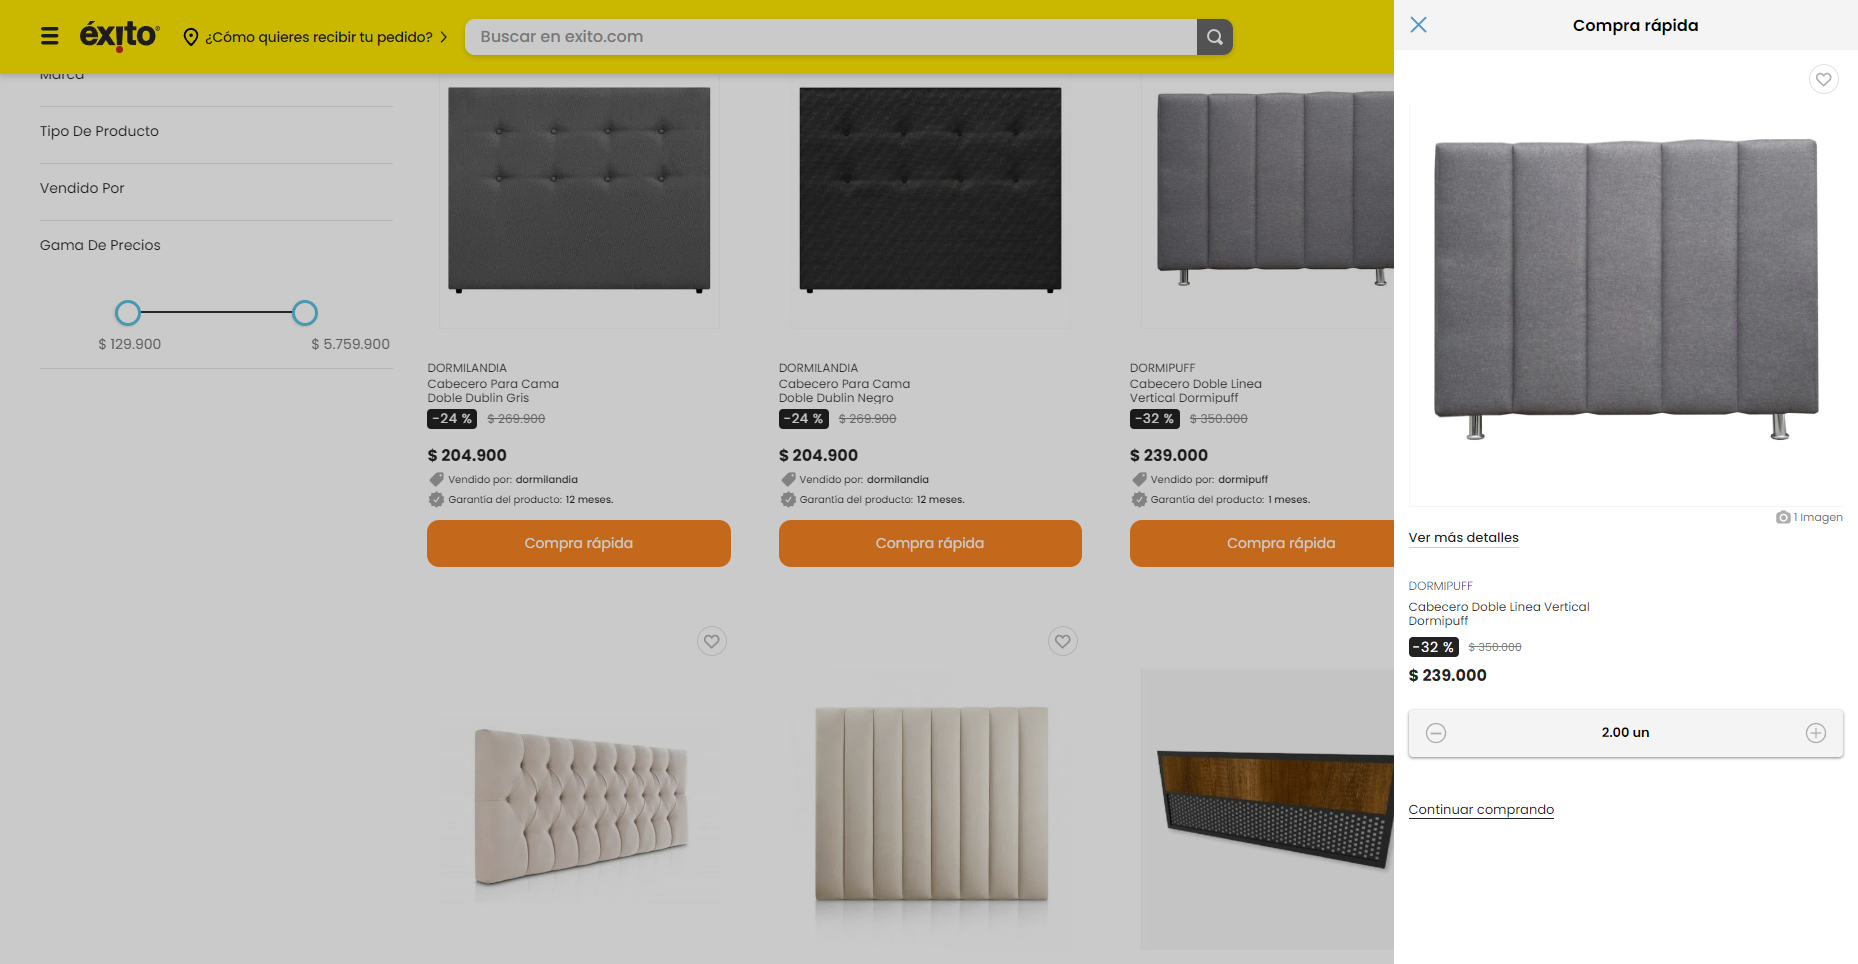 éxito
¿Cómo quieres recibir tu pedido?
Buscar en exito.com
Marca
Tipo De Producto
Vendido Por
Gama De Precios
$ 129.900
$ 5.759.900
DORMILANDIA
Cabecero Para Cama
Doble Dublin Gris
-24 % $ 269.900
$ 204.900
Vendido por: dormilandia
Garantía del producto: 12 meses.
Compra rápida
DORMILANDIA
Cabecero Para Cama
Doble Dublin Negro
-24 % $ 269.900
$ 204.900
Vendido por: dormilandia
Garantía del producto: 12 meses.
Compra rápida
DORMIPUFF
Cabecero Doble Linea
Vertical Dormipuff
-32 % $ 350.000
$ 239.000
Vendido por: dormipuff
Garantía del producto: 1 meses.
Compra rápida
Compra rápida
1 Imagen
Ver más detalles
DORMIPUFF
Cabecero Doble Linea Vertical
Dormipuff
-32 % $ 350.000
$ 239.000
2.00 un
Continuar comprando